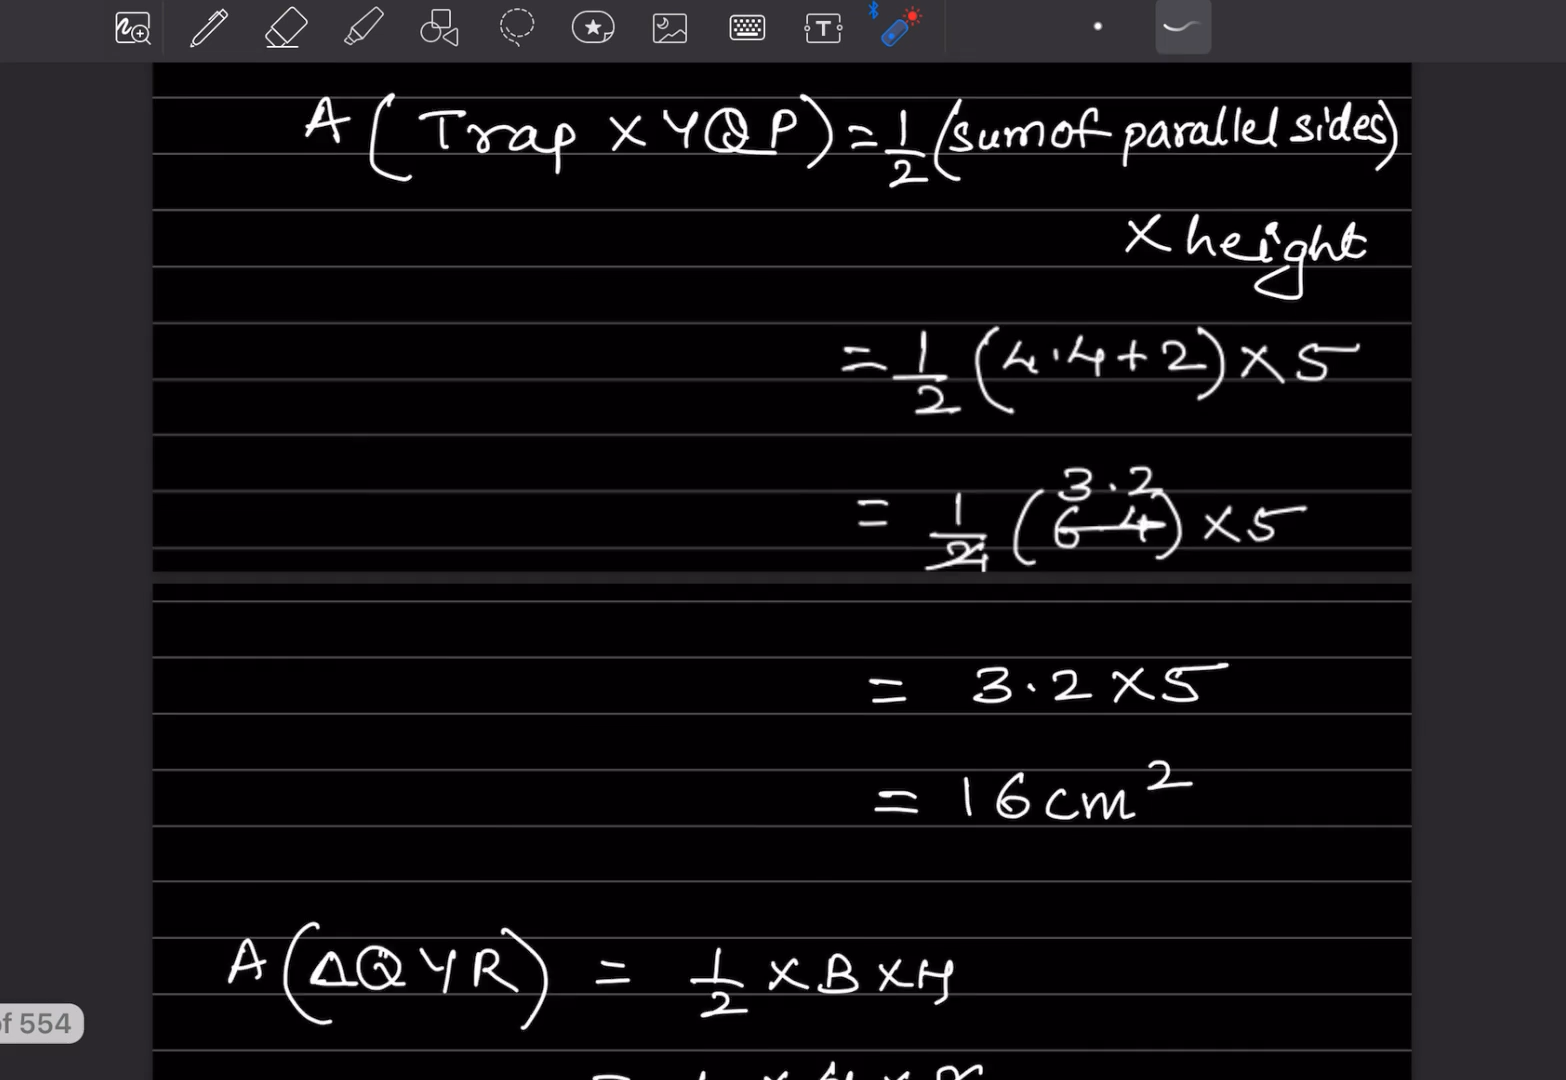 A ( Trap XYQP ) = 1/2 (sum of parallel sides)
× height
= 1/2 (4.4 + 2) × 5
3.2
= 1/2 (6.4) × 5
1
= 3.2 × 5
= 16 cm²
A (ΔQYR) = 1/2 × B × H
of 554